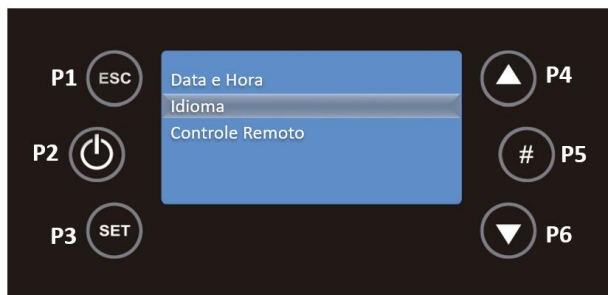 P1 ESC
Data e Hora
P4
Idioma
Controle Remoto
P2
# P5
P3 SET
P6